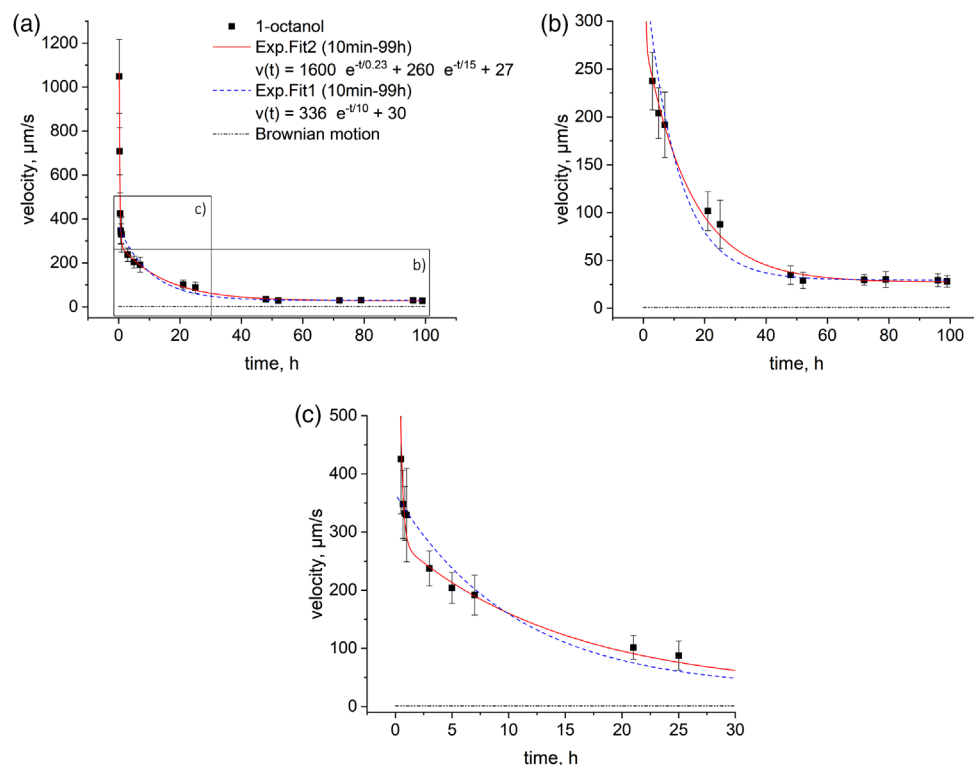 (a)
1-octanol
Exp.Fit2 (10min-99h)
v(t) = 1600 e^-t/0.23 + 260 e^-t/15 + 27
Exp.Fit1 (10min-99h)
v(t) = 336 e^-t/10 + 30
Brownian motion
velocity, µm/s
1200
1000
800
600
400
200
0
c)
b)
0 20 40 60 80 100
time, h
(b)
velocity, µm/s
300
250
200
150
100
50
0
0 20 40 60 80 100
time, h
(c)
velocity, µm/s
500
400
300
200
100
0
0 5 10 15 20 25 30
time, h